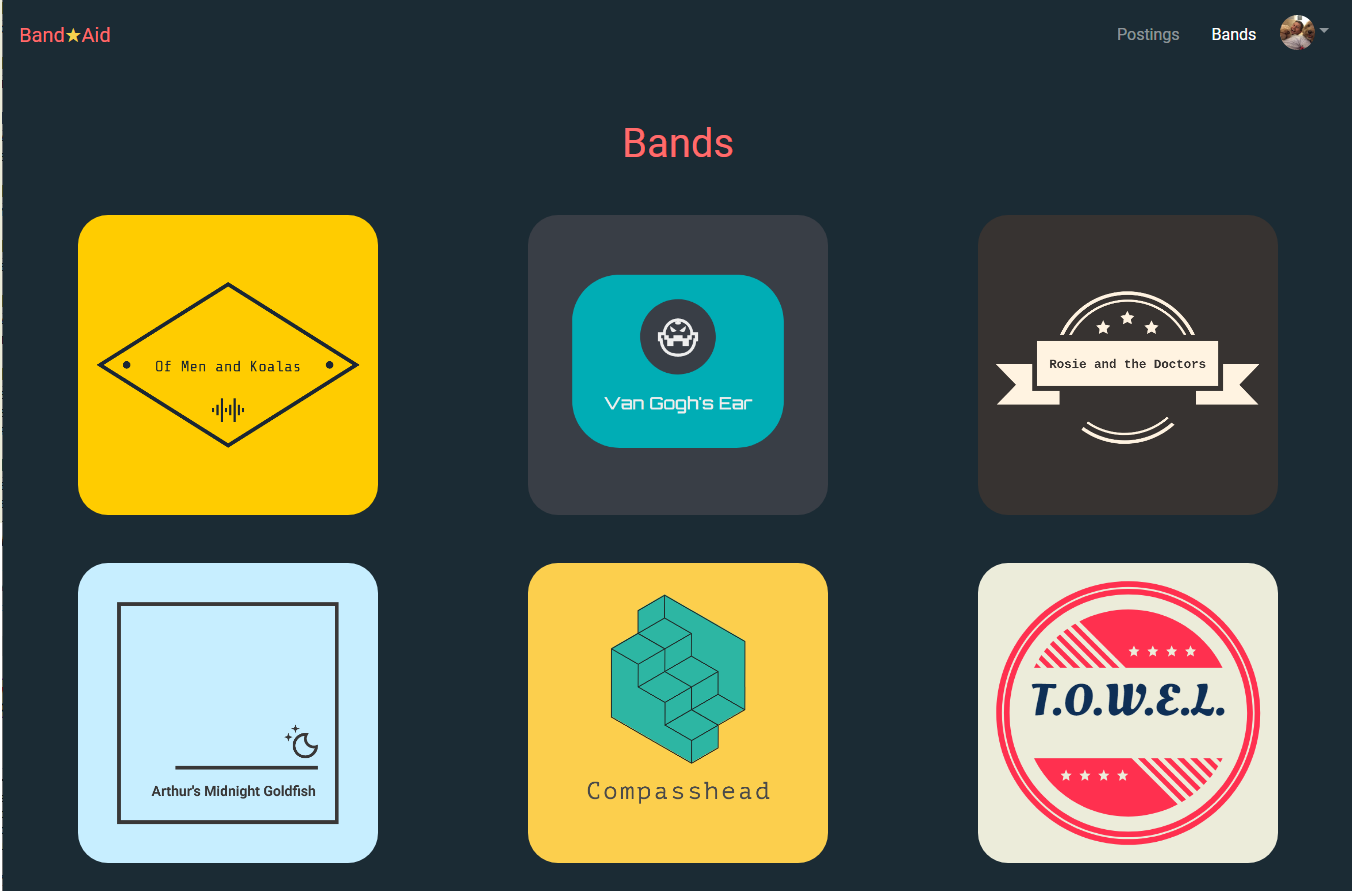 Band★Aid
Postings
Bands
Bands
Of Men and Koalas
Van Gogh's Ear
Rosie and the Doctors
Arthur's Midnight Goldfish
Compasshead
T.O.W.E.L.